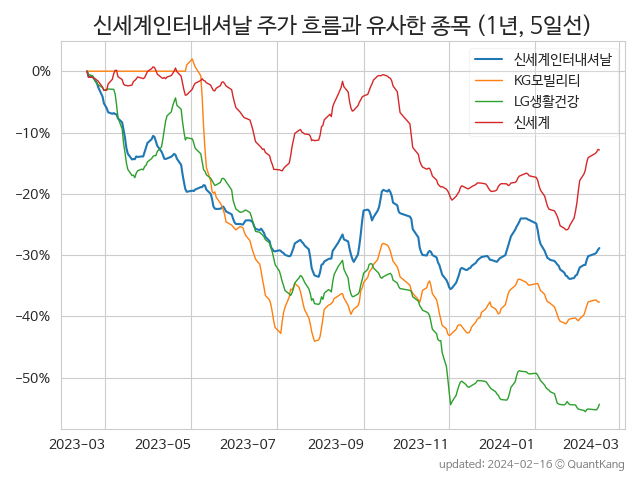 신세계인터내셔날 주가 흐름과 유사한 종목 (1년, 5일선)
신세계인터내셔날
KG모빌리티
LG생활건강
신세계
0%
−10%
−20%
−30%
−40%
−50%
2023-03 2023-05 2023-07 2023-09 2023-11 2024-01 2024-03
updated: 2024-02-16 © QuantKang